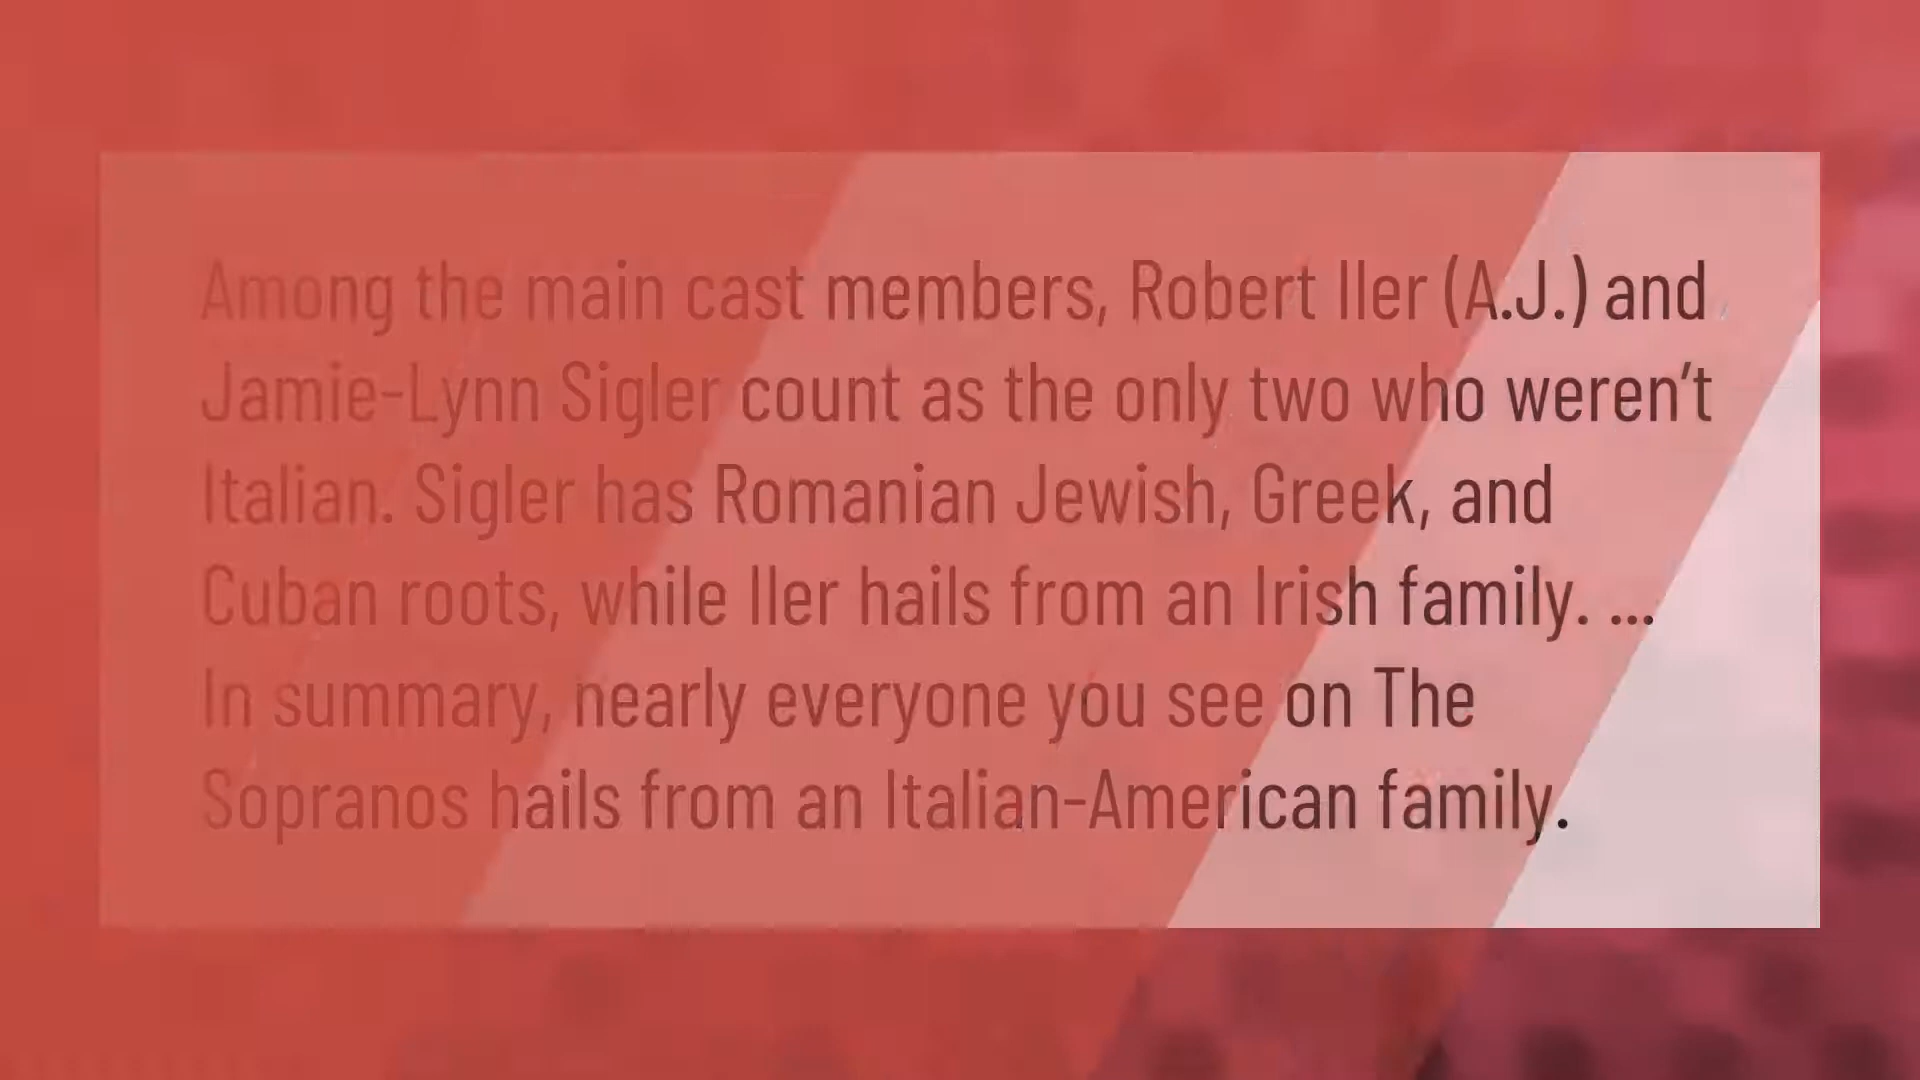 Among the main cast members, Robert Iler (A.J.) and
Jamie-Lynn Sigler count as the only two who weren’t
Italian. Sigler has Romanian Jewish, Greek, and
Cuban roots, while Iler hails from an Irish family. ...
In summary, nearly everyone you see on The
Sopranos hails from an Italian-American family.